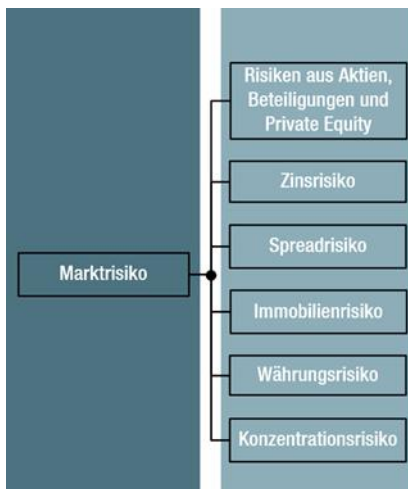 Marktrisiko
Risiken aus Aktien,
Beteiligungen und
Private Equity
Zinsrisiko
Spreadrisiko
Immobilienrisiko
Währungsrisiko
Konzentrationsrisiko